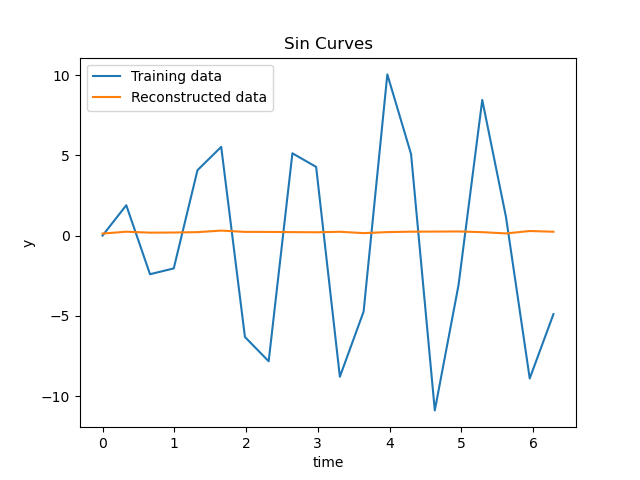 Sin Curves
Training data
Reconstructed data
10
5
0
−5
−10
y
0 1 2 3 4 5 6
time